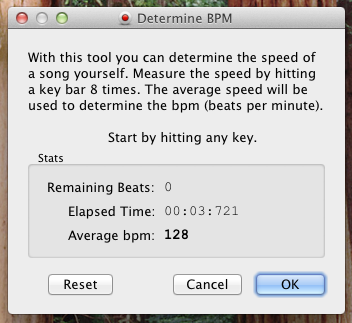 Determine BPM
With this tool you can determine the speed of
a song yourself. Measure the speed by hitting
a key bar 8 times. The average speed will be
used to determine the bpm (beats per minute).
Start by hitting any key.
Stats
Remaining Beats: 0
Elapsed Time: 00:03:721
Average bpm: 128
Reset Cancel OK